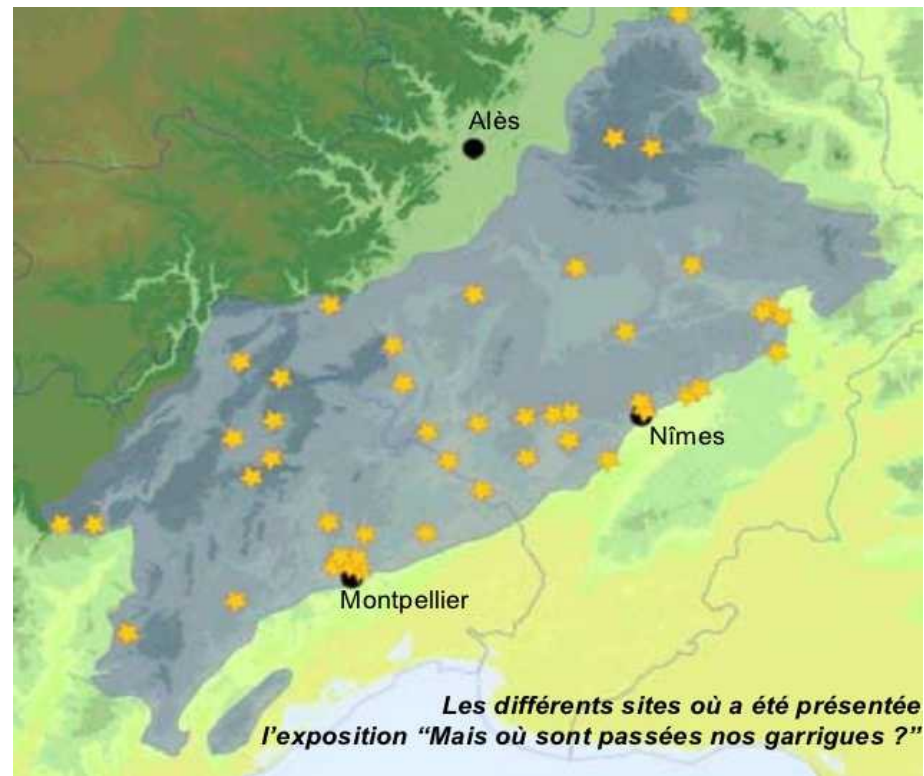 Alès
Nîmes
Montpellier
Les différents sites où a été présentée
l'exposition “Mais où sont passées nos garrigues ?”